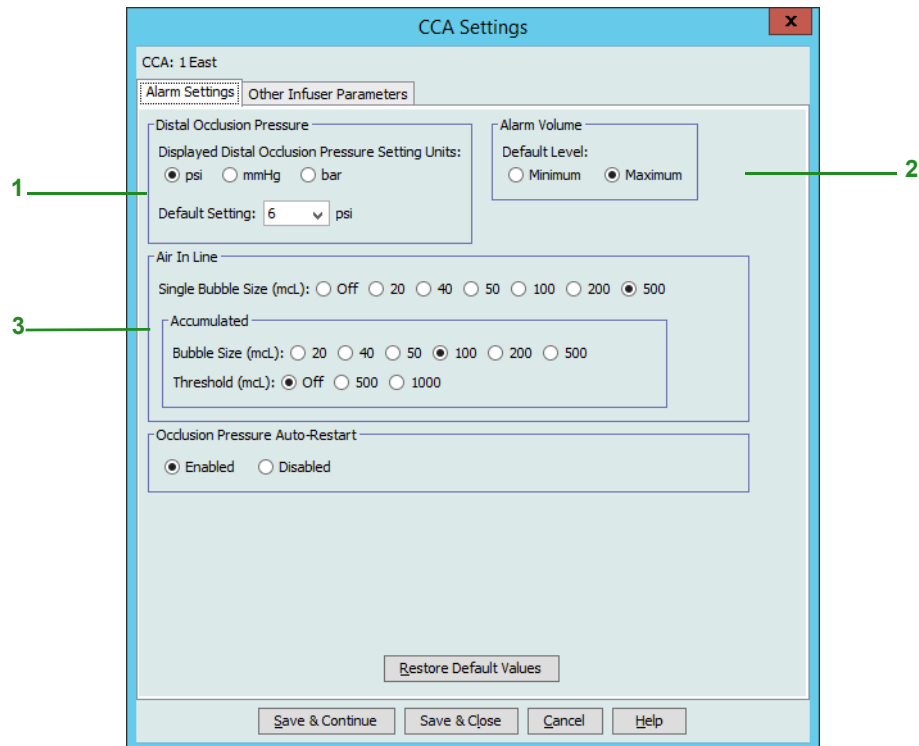 CCA Settings
x
CCA: 1 East
Alarm Settings
Other Infuser Parameters
Distal Occlusion Pressure
Displayed Distal Occlusion Pressure Setting Units:
psi mmHg bar
Default Setting: 6 psi
1
Alarm Volume
Default Level:
Minimum Maximum
2
Air In Line
Single Bubble Size (mcL): Off 20 40 50 100 200 500
3
Accumulated
Bubble Size (mcL): 20 40 50 100 200 500
Threshold (mcL): Off 500 1000
Occlusion Pressure Auto-Restart
Enabled Disabled
Restore Default Values
Save & Continue Save & Close Cancel Help